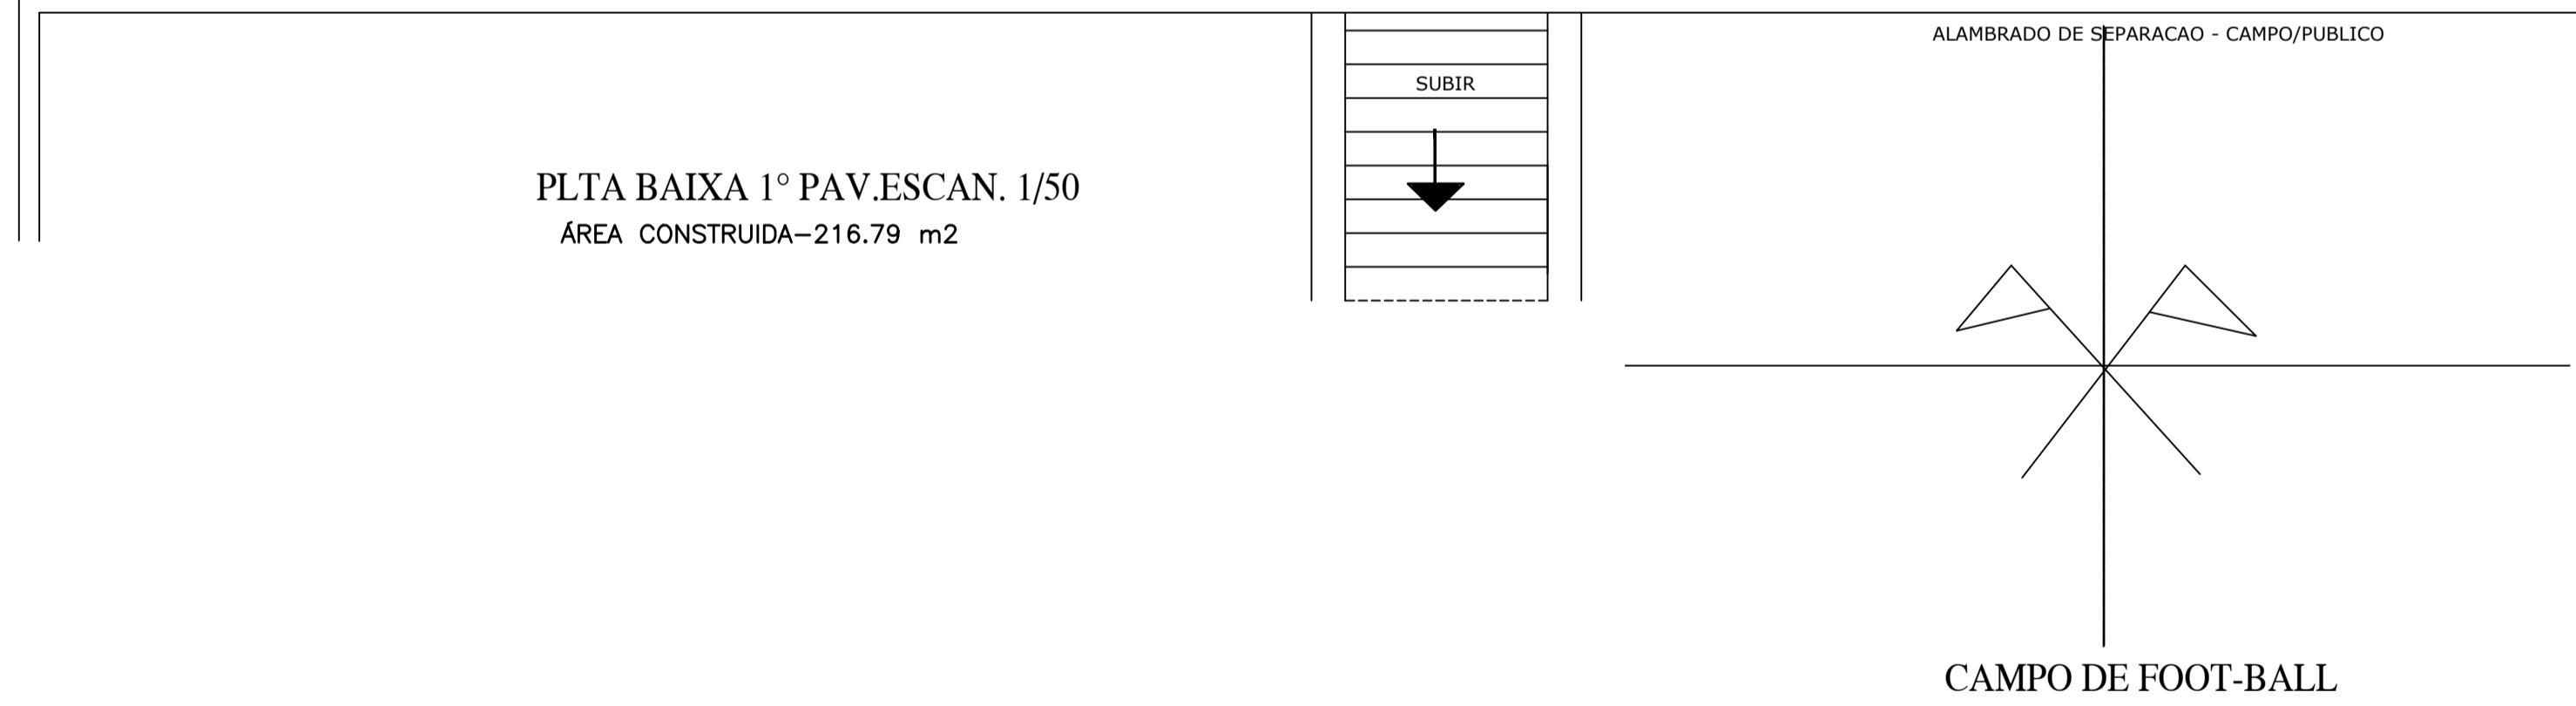 ALAMBRADO DE SEPARACAO - CAMPO/PUBLICO
SUBIR
PLTA BAIXA 1° PAV.ESCAN. 1/50
ÁREA CONSTRUIDA-216.79 m2
CAMPO DE FOOT-BALL